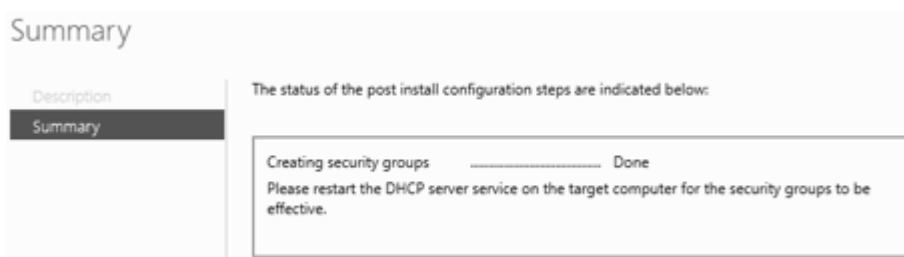 Summary
Description
Summary
The status of the post install configuration steps are indicated below:
Creating security groups ........................................ Done
Please restart the DHCP server service on the target computer for the security groups to be
effective.